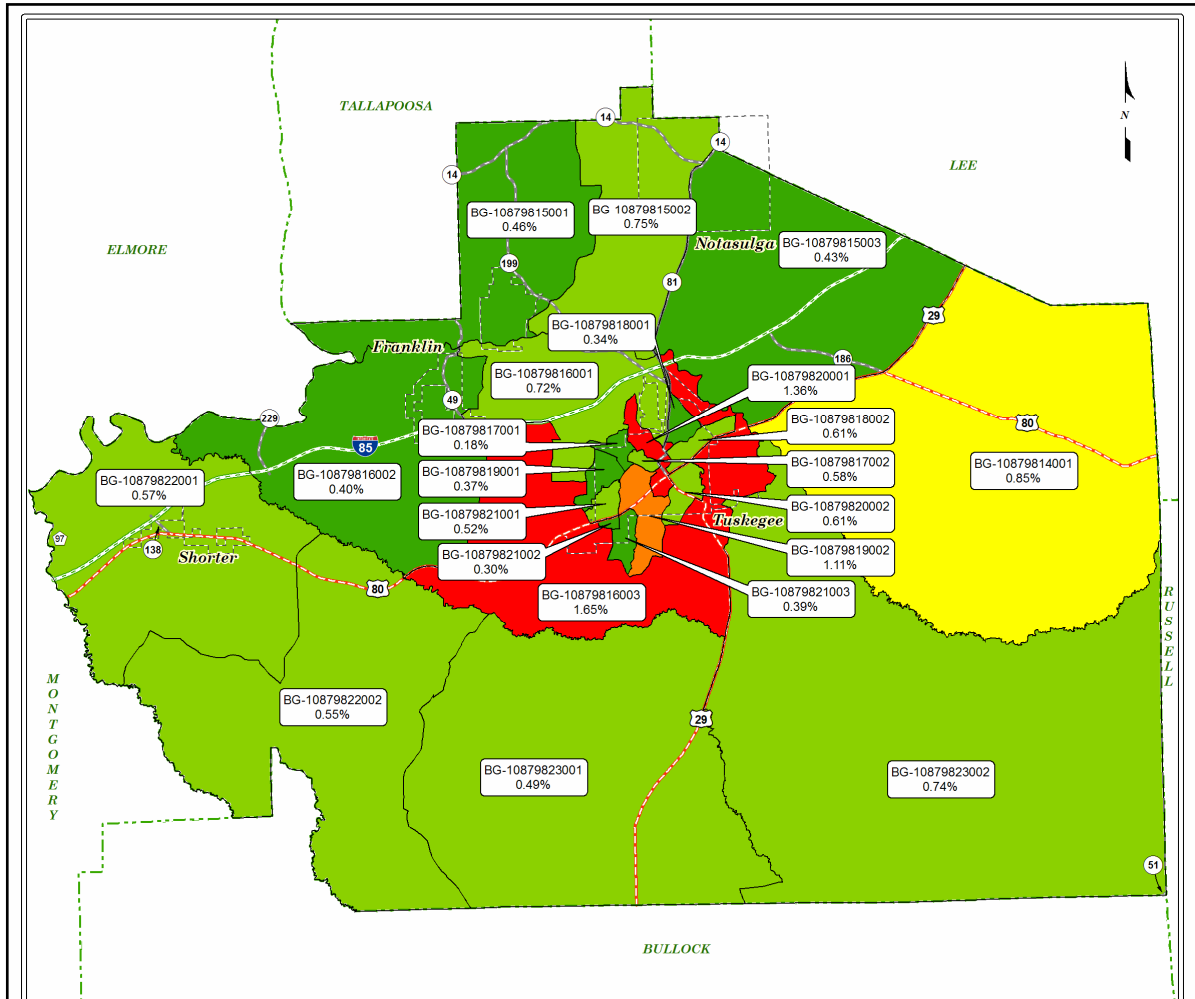 TALLAPOOSA
14
14
N
LEE
14
BG-10879815001
0.46%
BG 10879815002
0.75%
ELMORE
Notasulga
BG-10879815003
0.43%
199
81
29
BG-10879818001
0.34%
Franklin
186
BG-10879816001
0.72%
BG-10879820001
1.36%
49
229
BG-10879818002
0.61%
80
BG-10879817001
0.18%
INTERSTATE
85
BG-10879817002
0.58%
BG-10879814001
0.85%
BG-10879819001
0.37%
BG-10879816002
0.40%
BG-10879822001
0.57%
BG-10879820002
0.61%
BG-10879821001
0.52%
Tuskegee
97
138
Shorter
BG-10879821002
0.30%
BG-10879819002
1.11%
80
BG-10879816003
1.65%
BG-10879821003
0.39%
RUSSELL
MONTGOMERY
BG-10879822002
0.55%
29
BG-10879823001
0.49%
BG-10879823002
0.74%
51
BULLOCK